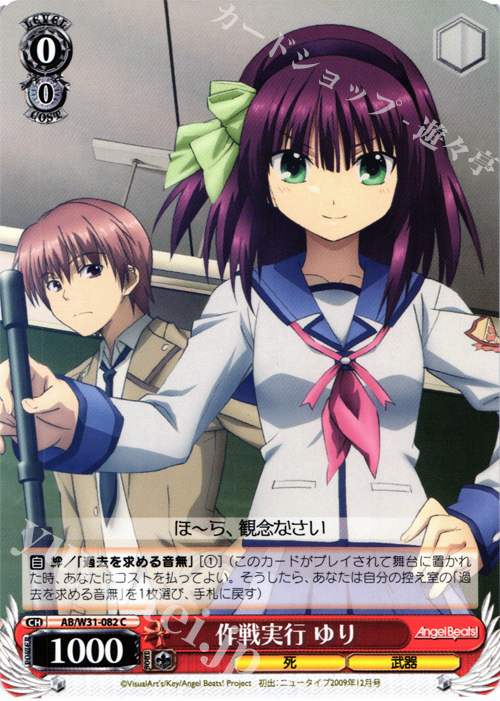 LEVEL
0
0
COST
カードショップ - 遊々亭
ほ～ら、観念なさい
自 絆／「過去を求める音無」 [①] （このカードがプレイされて舞台に置かれ
た時、あなたはコストを払ってよい。そうしたら、あなたは自分の控え室の「過
去を求める音無」を1枚選び、手札に戻す）
yuyu-tei.jp
CH AB/W31-082 C
作戦実行 ゆり
Angel Beats!
POWER
1000
SOUL
死
武器
©VisualArt's/Key/Angel Beats! Project 初出：ニュータイプ2009年12月号